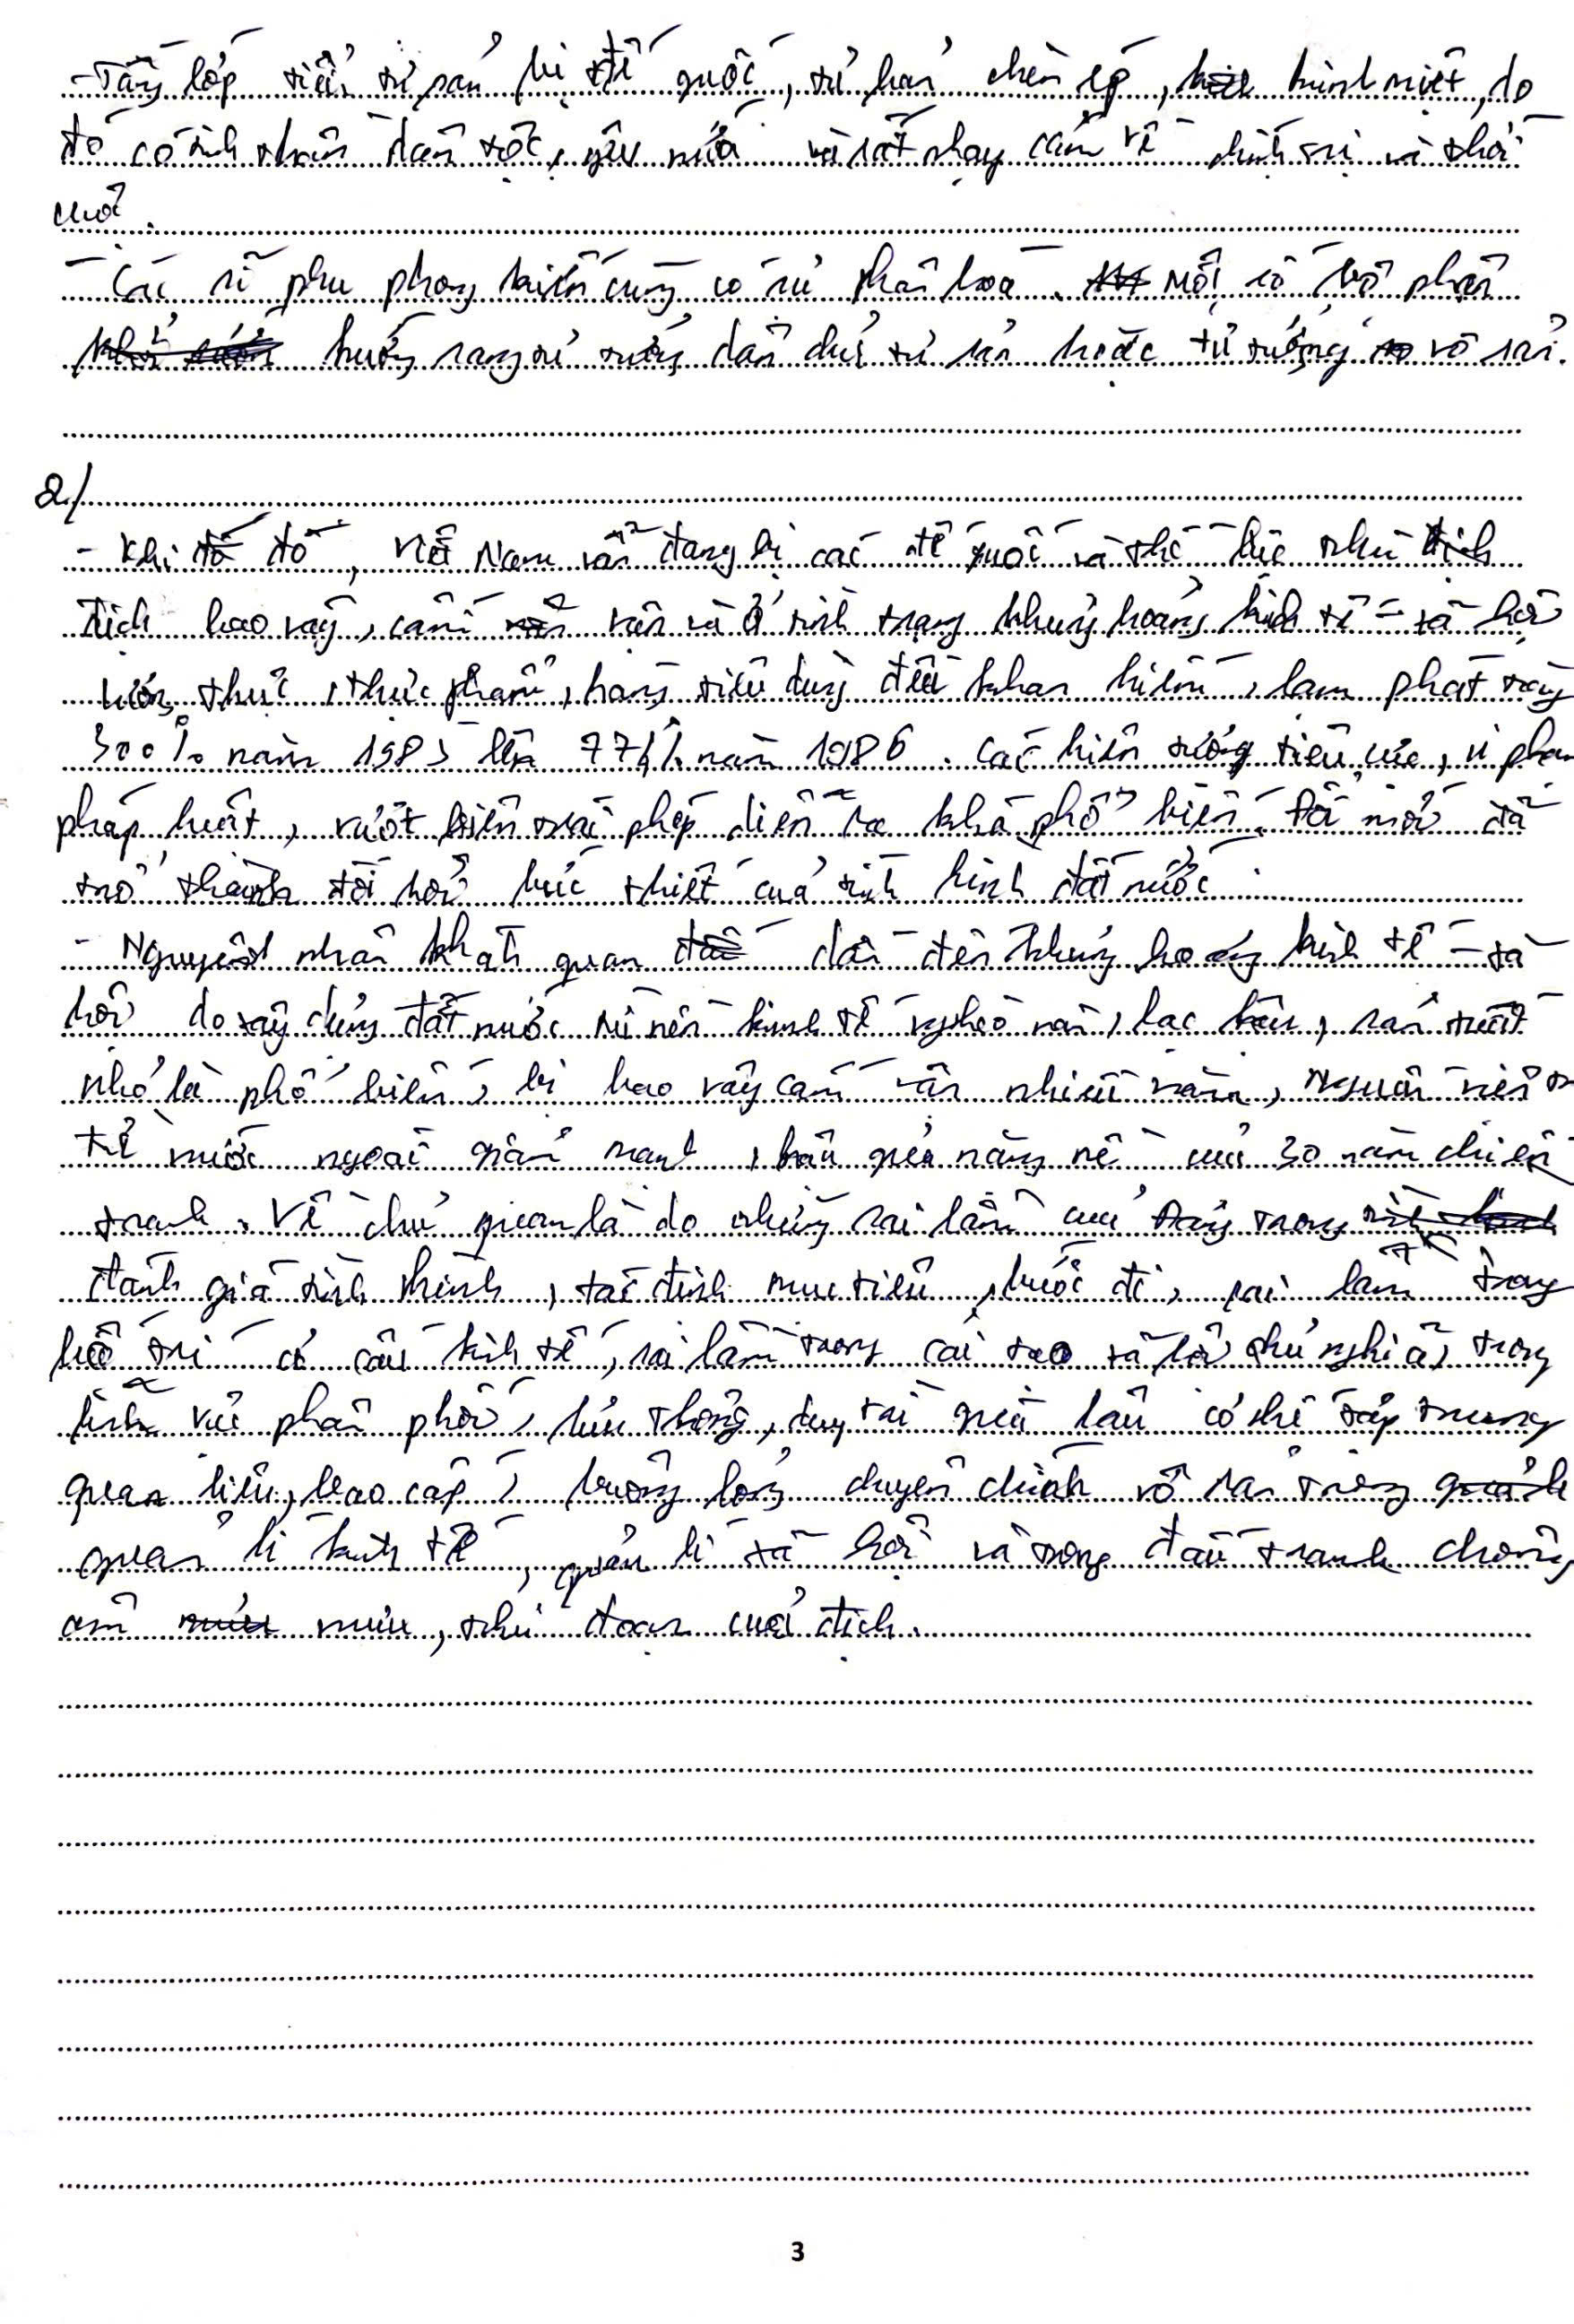 - Tầng lớp tiểu tư sản bị đế quốc, tư bản chèn ép, khinh miệt, do
đó có tinh thần dân tộc, yêu nước và rất nhạy cảm về chính trị và thời
cuộc.
- Các sĩ phu phong kiến cũng có sự phân hoá. Một số bộ phận
hướng sang tư tưởng dân chủ tư sản hoặc tư tưởng vô sản.
2/
- Khi đó, Việt Nam vẫn đang bị các đế quốc và thế lực thù địch
địch bao vây, cấm vận và ở tình trạng khủng hoảng kinh tế - xã hội
lương thực, thực phẩm, hàng tiêu dùng đều khan hiếm, lạm phát tăng
300% năm 1985 lên 774% năm 1986. Các hiện tượng tiêu cực, vi phạm
pháp luật, vượt biên trái phép diễn ra khá phổ biến. Đổi mới đã
trở thành đòi hỏi bức thiết của tình hình đất nước.
- Nguyên nhân khách quan dẫn đến khủng hoảng kinh tế - xã
hội do xây dựng đất nước từ nền kinh tế nghèo nàn, lạc hậu, sản xuất
nhỏ là phổ biến, bị bao vây cấm vận nhiều năm, nguồn viện trợ
từ nước ngoài giảm mạnh, hậu quả nặng nề của 30 năm chiến
tranh. Về chủ quan là do những sai lầm của Đảng trong
đánh giá tình hình, xác định mục tiêu, bước đi, sai lầm trong
bố trí cơ cấu kinh tế, sai lầm trong cải tạo xã hội chủ nghĩa, trong
lĩnh vực phân phối, lưu thông, duy trì quá lâu cơ chế tập trung
quan liêu, bao cấp, buông lỏng chuyên chính vô sản trong
quản lí kinh tế, quản lí xã hội và trong đấu tranh chống
âm mưu, thủ đoạn của địch.
3